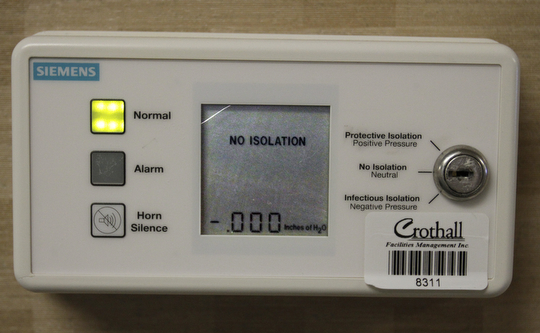 SIEMENS
Normal
Alarm
Horn
Silence
NO ISOLATION
-.000 Inches of H₂O
Protective Isolation
Positive Pressure
No Isolation
Neutral
Infectious Isolation
Negative Pressure
Crothall
Facilities Management Inc.
8311